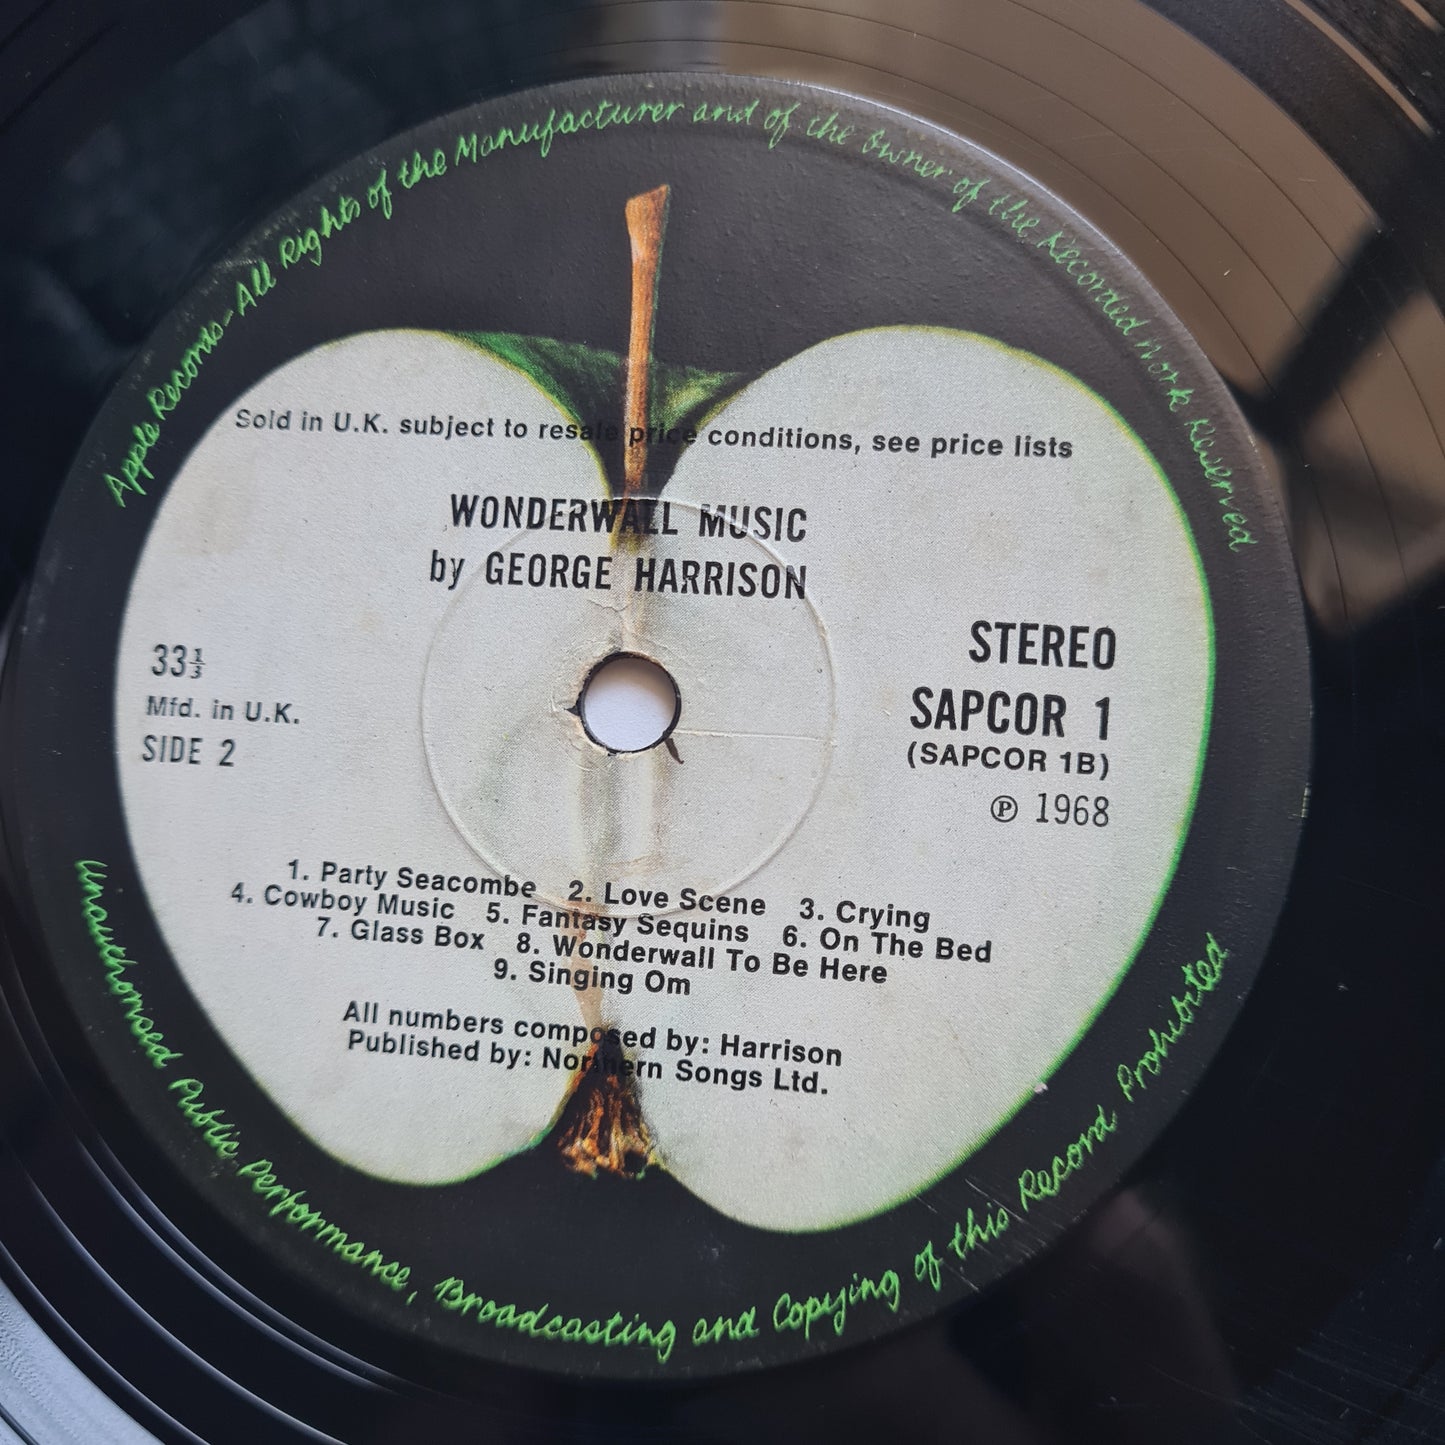 Apple Records - All Rights of the Manufacturer and of the Owner of the Recorded Work Reserved
Sold in U.K. subject to resale price conditions, see price lists
WONDERWALL MUSIC
by GEORGE HARRISON
33⅓
Mfd. in U.K.
SIDE 2
STEREO
SAPCOR 1
(SAPCOR 1B)
℗ 1968
1. Party Seacombe 2. Love Scene 3. Crying
4. Cowboy Music 5. Fantasy Sequins 6. On The Bed
7. Glass Box 8. Wonderwall To Be Here
9. Singing Om
All numbers composed by: Harrison
Published by: Northern Songs Ltd.
Unauthorised Public Performance, Broadcasting and Copying of this Record Prohibited